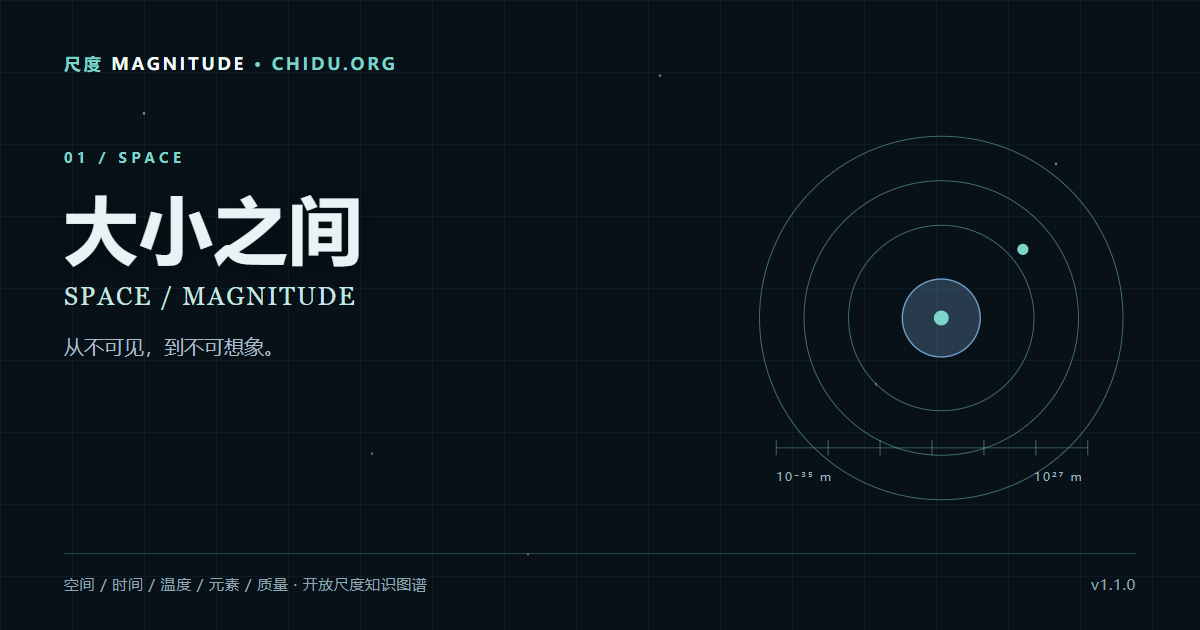 尺度 MAGNITUDE • CHIDU.ORG
01 / SPACE
大小之间
SPACE / MAGNITUDE
从不可见，到不可想象。
10⁻³⁵ m
10²⁷ m
空间 / 时间 / 温度 / 元素 / 质量 · 开放尺度知识图谱
v1.1.0